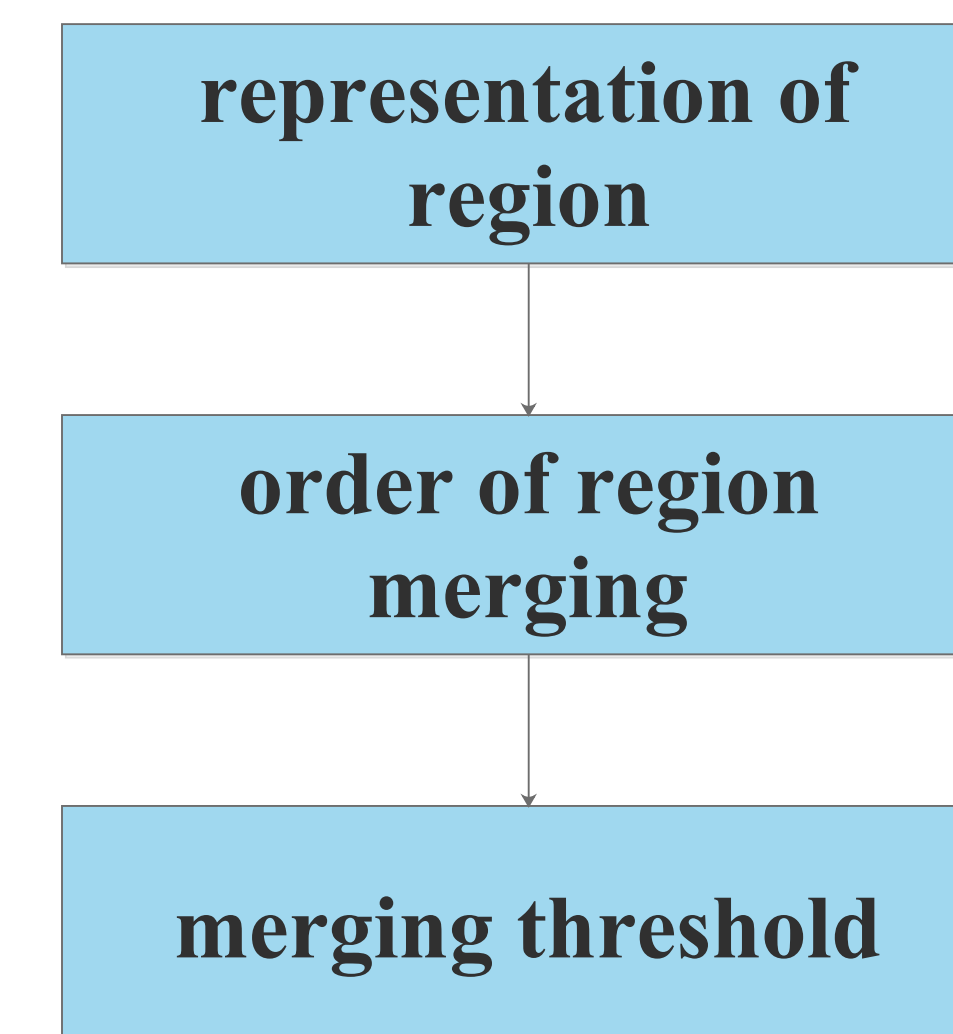 representation of
region
order of region
merging
merging threshold